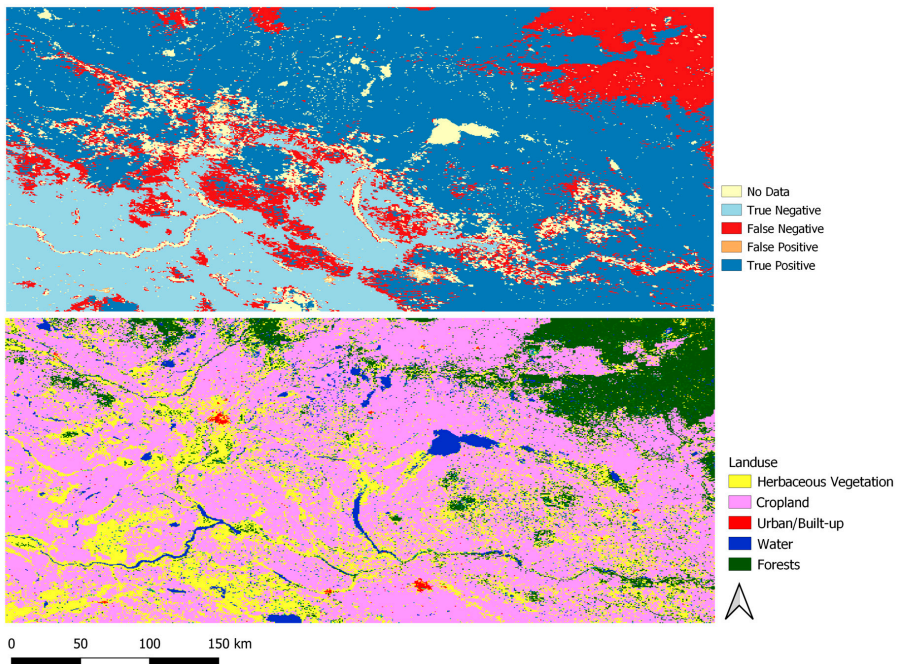 No Data
True Negative
False Negative
False Positive
True Positive
Landuse
Herbaceous Vegetation
Cropland
Urban/Built-up
Water
Forests
0 50 100 150 km